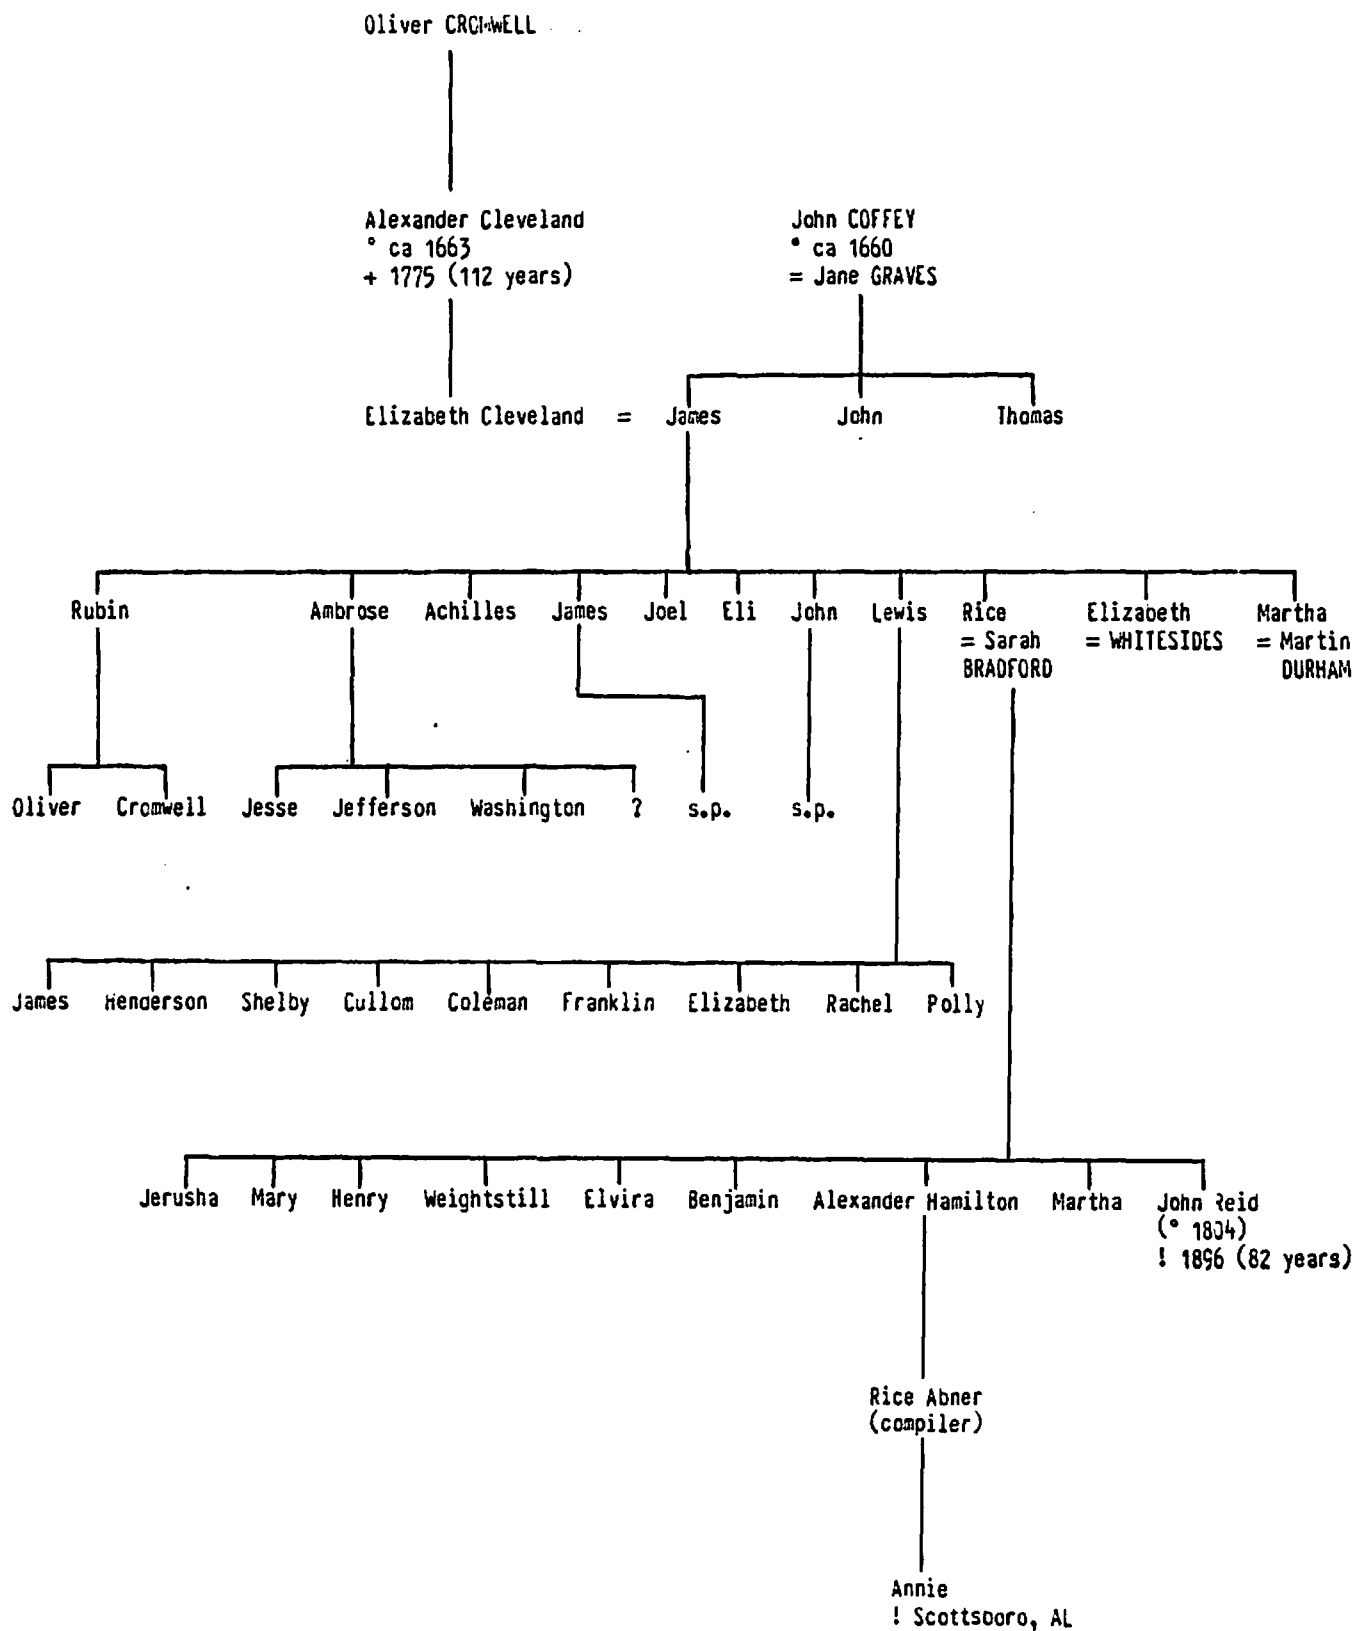 Oliver CROMWELL
Alexander Cleveland
° ca 1663
+ 1775 (112 years)
John COFFEY
° ca 1660
= Jane GRAVES
Elizabeth Cleveland = James John Thomas
Rubin Ambrose Achilles James Joel Eli John Lewis Rice Elizabeth Martha
= Sarah = WHITESIDES = Martin
BRADFORD DURHAM
Oliver Cromwell Jesse Jefferson Washington ? s.p. s.p.
James Henderson Shelby Cullom Coleman Franklin Elizabeth Rachel Polly
Jerusha Mary Henry Weightstill Elvira Benjamin Alexander Hamilton Martha John Reid
(° 1804)
! 1896 (82 years)
Rice Abner
(compiler)
Annie
! Scottsboro, AL